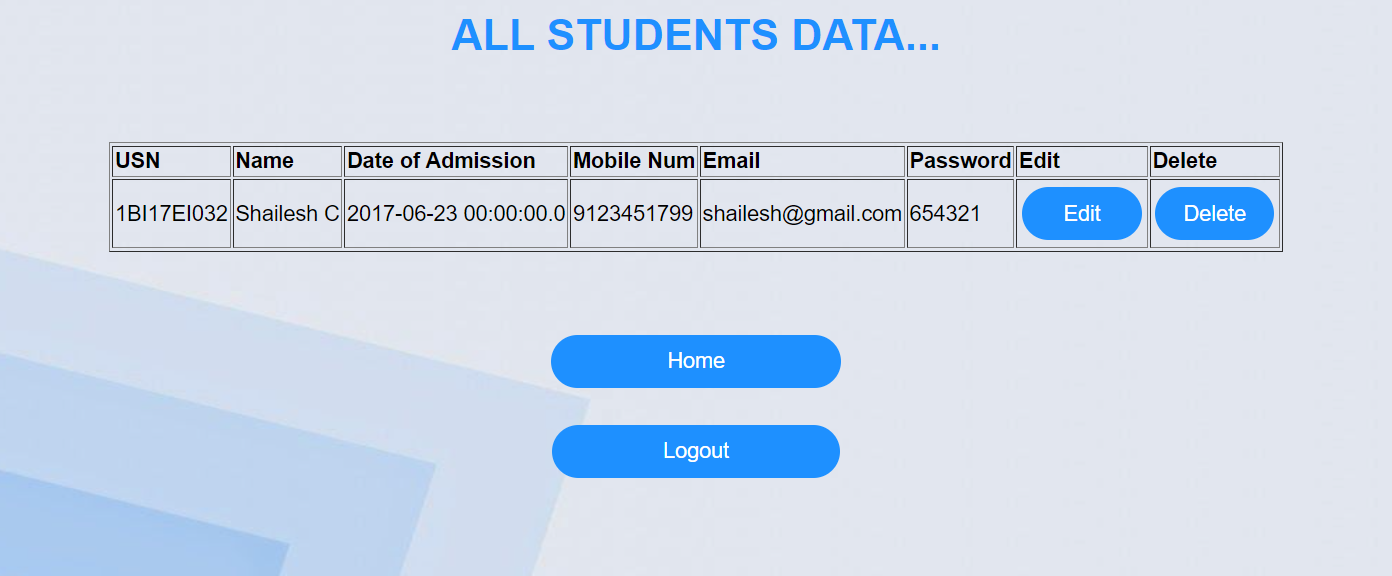 ALL STUDENTS DATA...
USN Name Date of Admission Mobile Num Email Password Edit Delete
1BI17EI032 Shailesh C 2017-06-23 00:00:00.0 9123451799 shailesh@gmail.com 654321 Edit Delete
Home
Logout